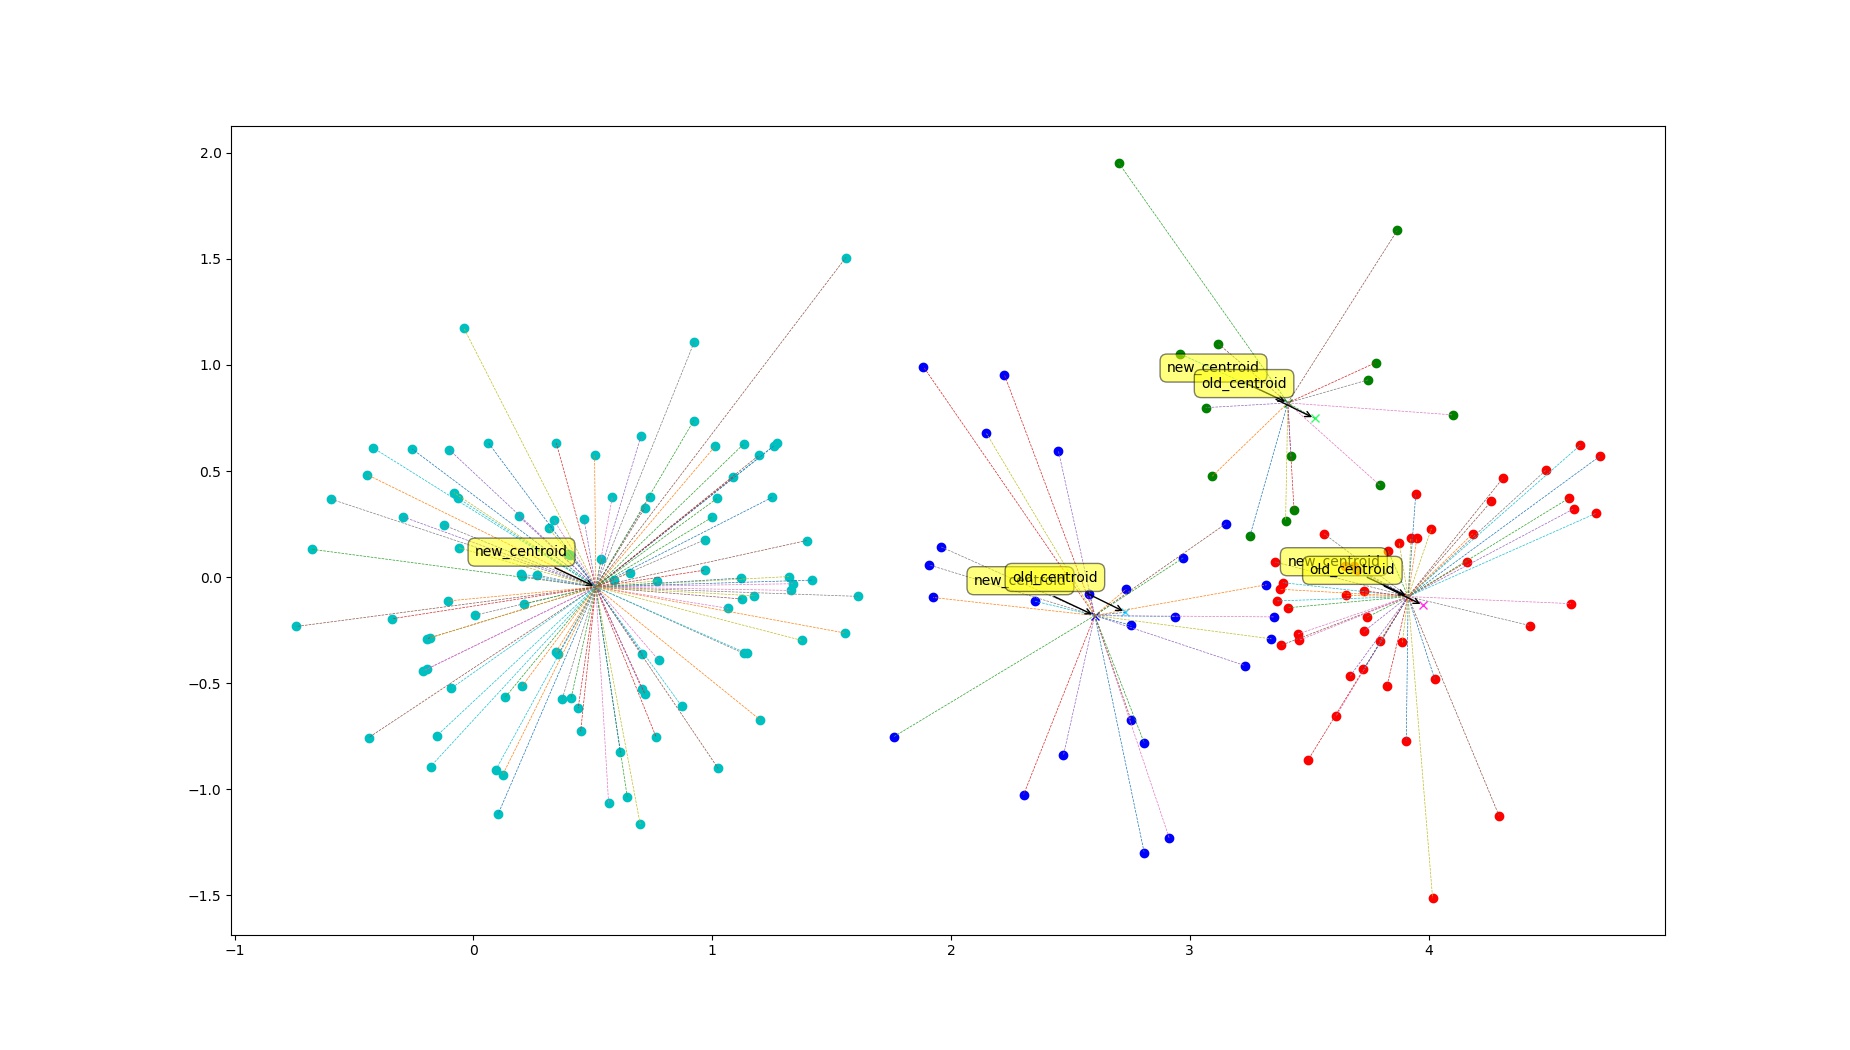 2.0
1.5
new_centroid
old_centroid
1.0
0.5
new_centroid
new_centroid
old_centroid
new_centroid
old_centroid
0.0
−0.5
−1.0
−1.5
−1 0 1 2 3 4